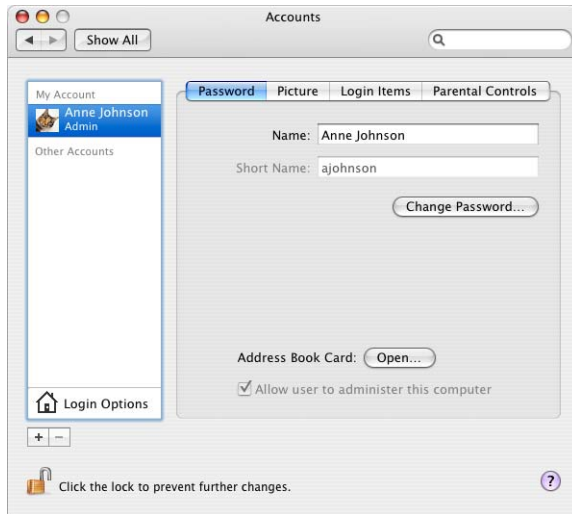 Accounts
Show All
My Account
Anne Johnson
Admin
Other Accounts
Login Options
Password Picture Login Items Parental Controls
Name: Anne Johnson
Short Name: ajohnson
Change Password...
Address Book Card: Open...
Allow user to administer this computer
+ −
Click the lock to prevent further changes.
?